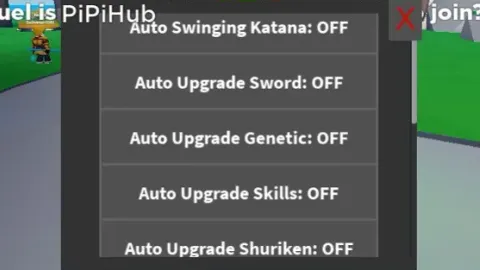 uel is PiPiHub X join?
Auto Swinging Katana: OFF
Auto Upgrade Sword: OFF
Auto Upgrade Genetic: OFF
Auto Upgrade Skills: OFF
Auto Upgrade Shuriken: OFF